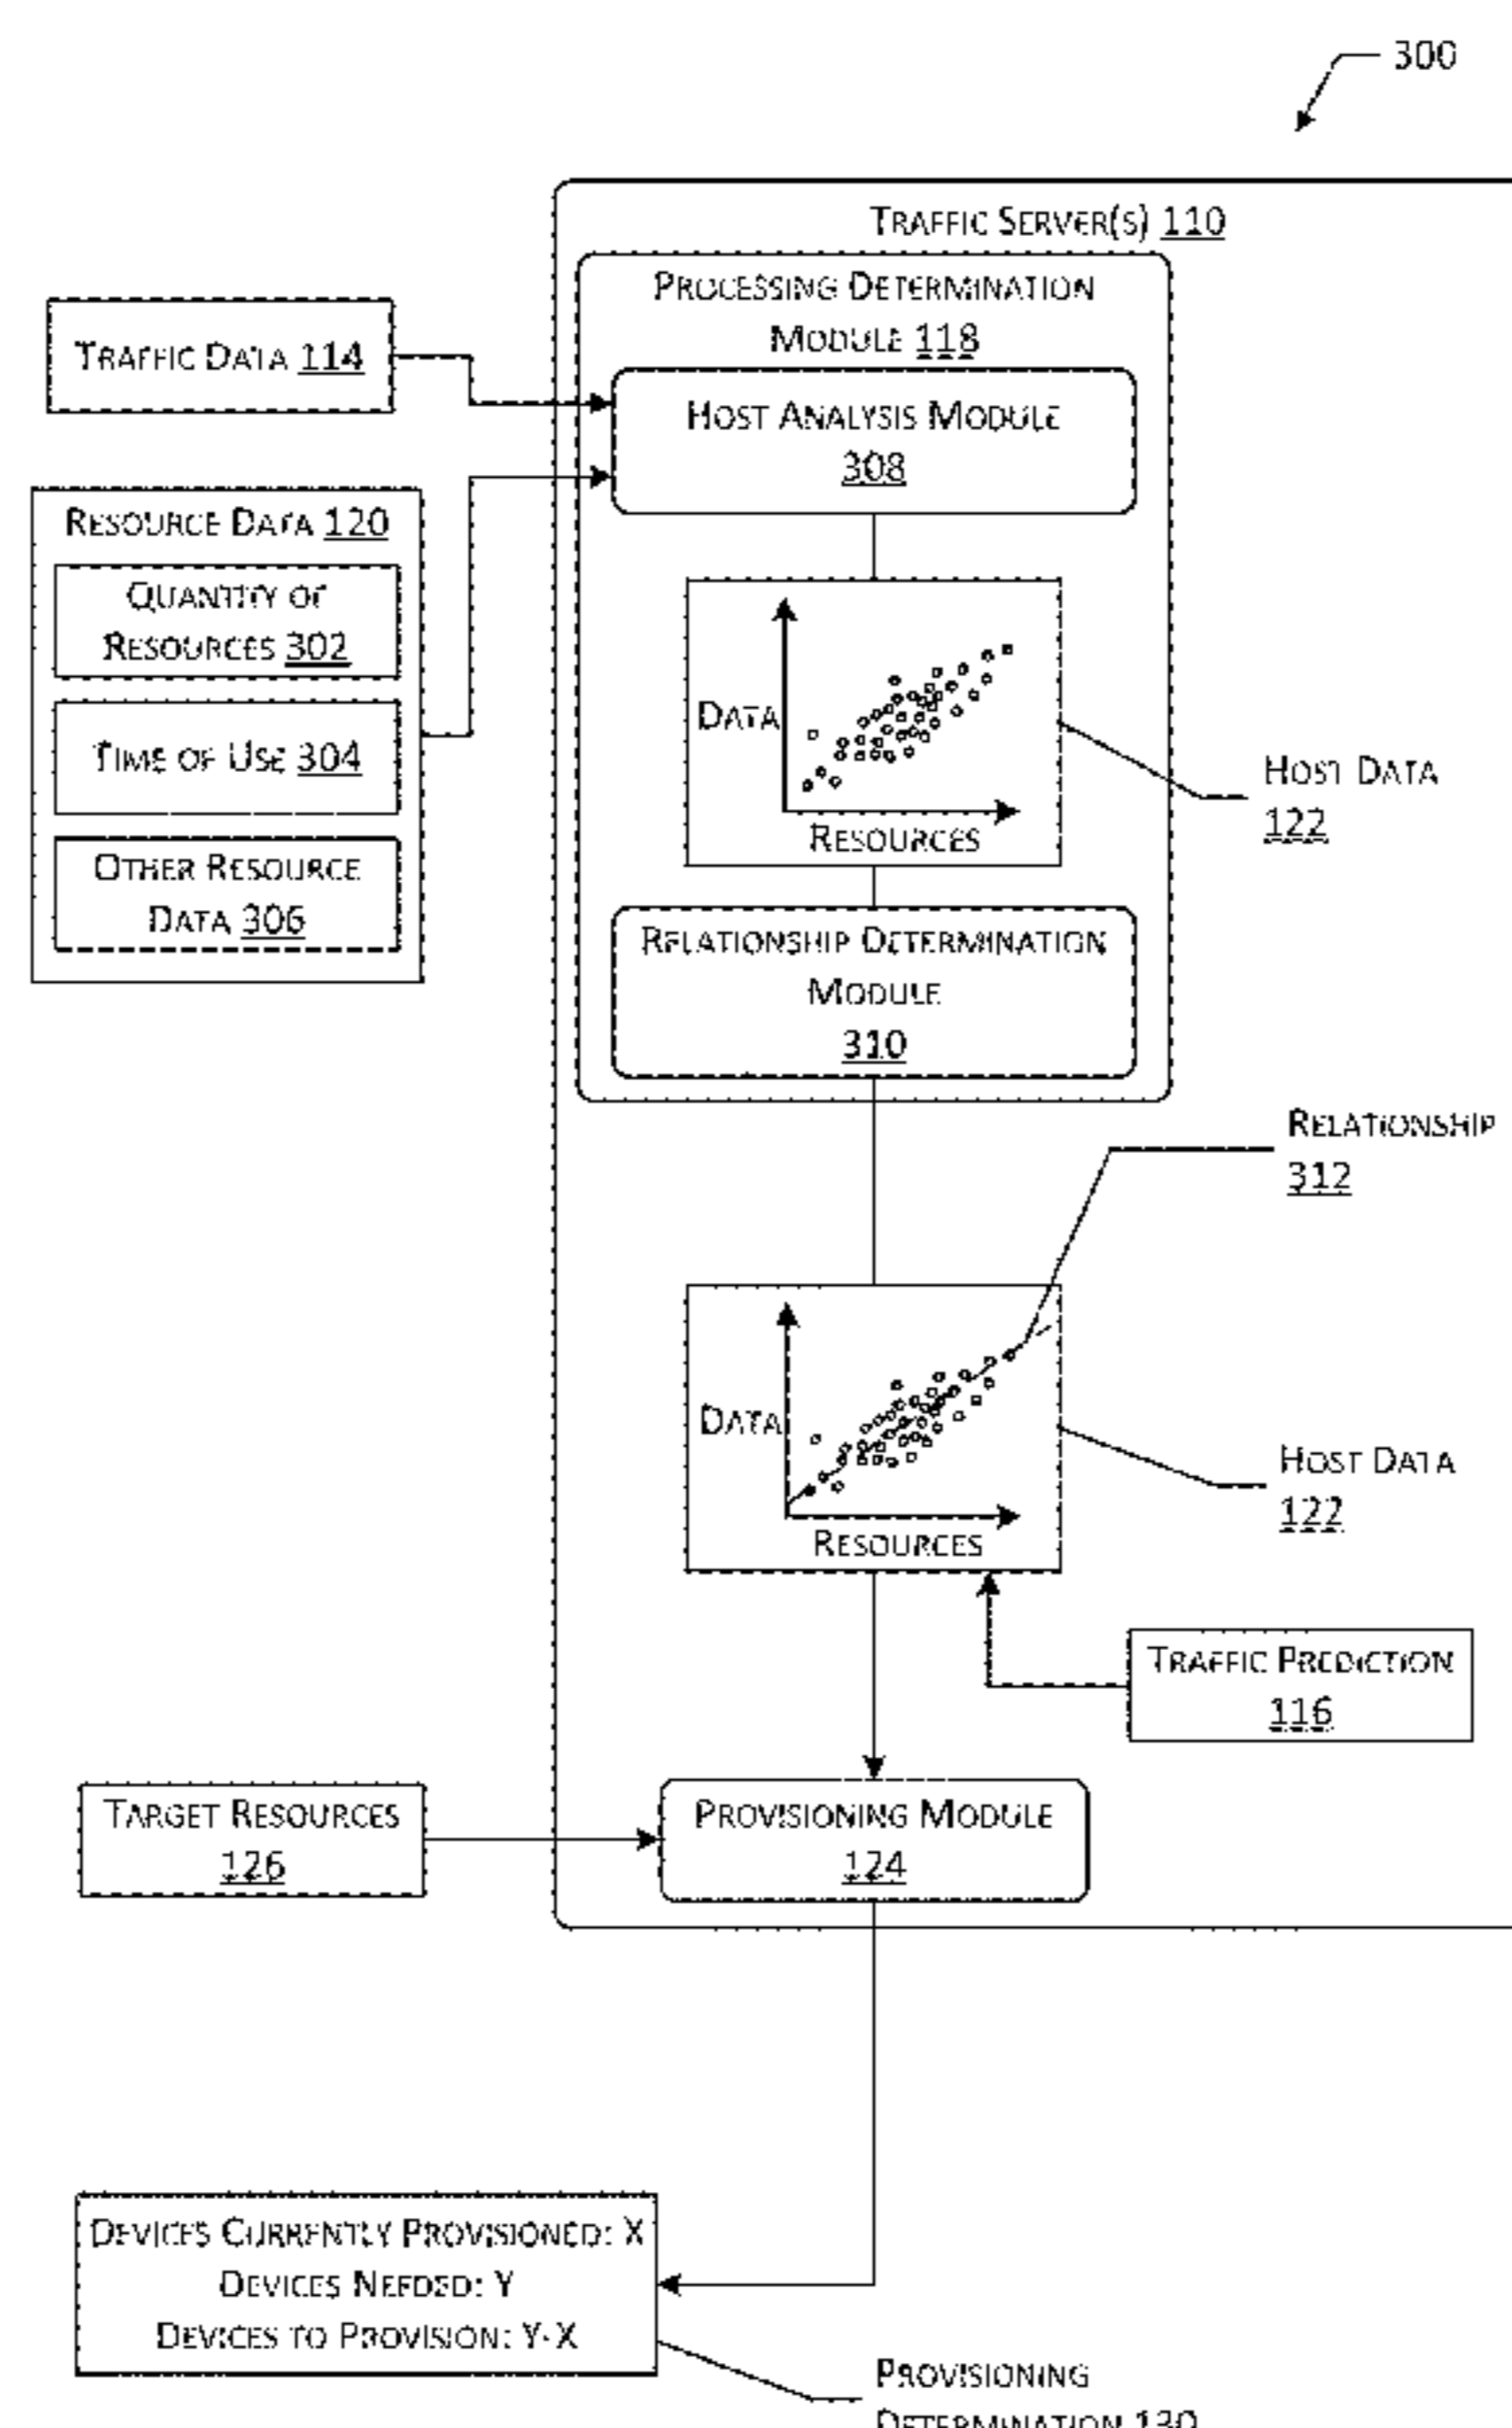 300
Traffic Server(s) 110
Processing Determination
Module 118
Traffic Data 114
Host Analysis Module
308
Resource Data 120
Quantity of
Resources 302
Time of Use 304
Other Resource
Data 306
Data
Resources
Host Data
122
Relationship Determination
Module
310
Relationship
312
Data
Resources
Host Data
122
Traffic Prediction
116
Target Resources
126
Provisioning Module
124
Devices Currently Provisioned: X
Devices Needed: Y
Devices to Provision: Y-X
Provisioning
Determination 130